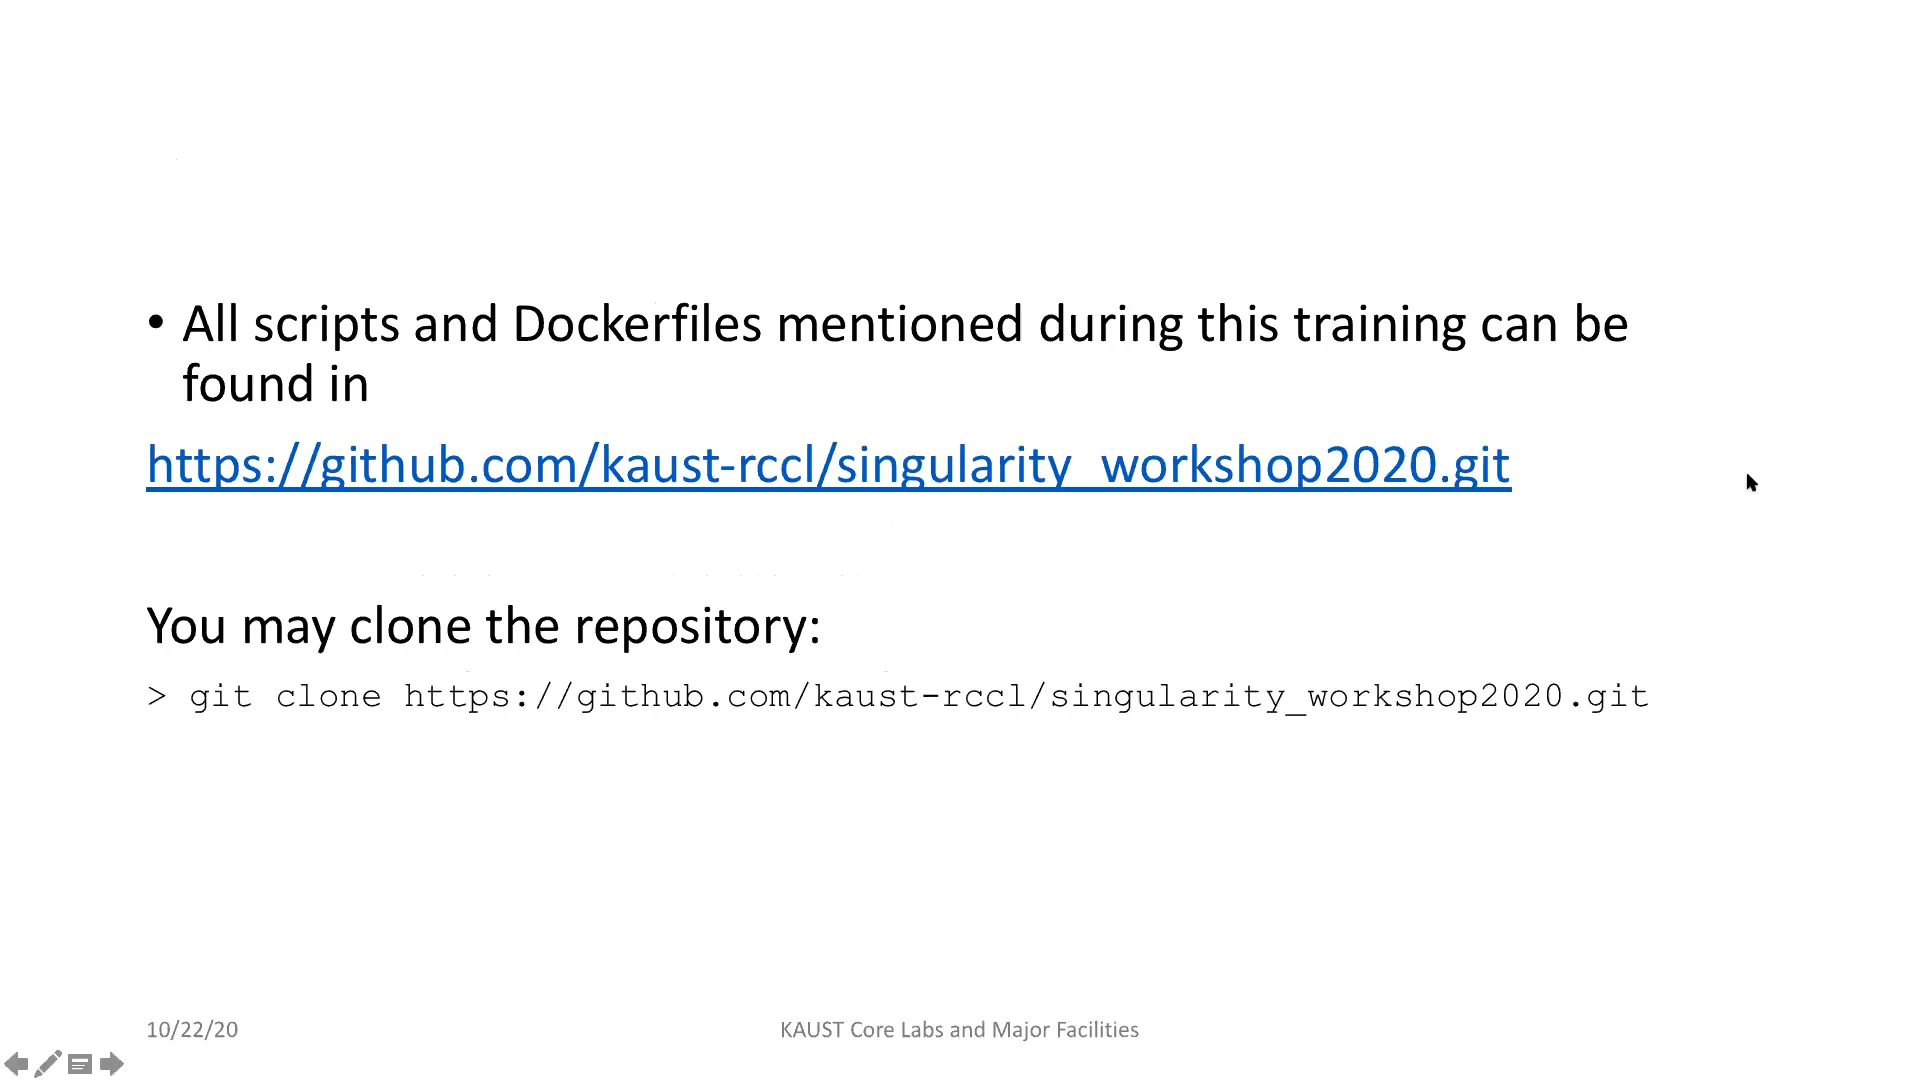 • All scripts and Dockerfiles mentioned during this training can be
found in
https://github.com/kaust-rccl/singularity_workshop2020.git
You may clone the repository:
> git clone https://github.com/kaust-rccl/singularity_workshop2020.git
10/22/20
KAUST Core Labs and Major Facilities